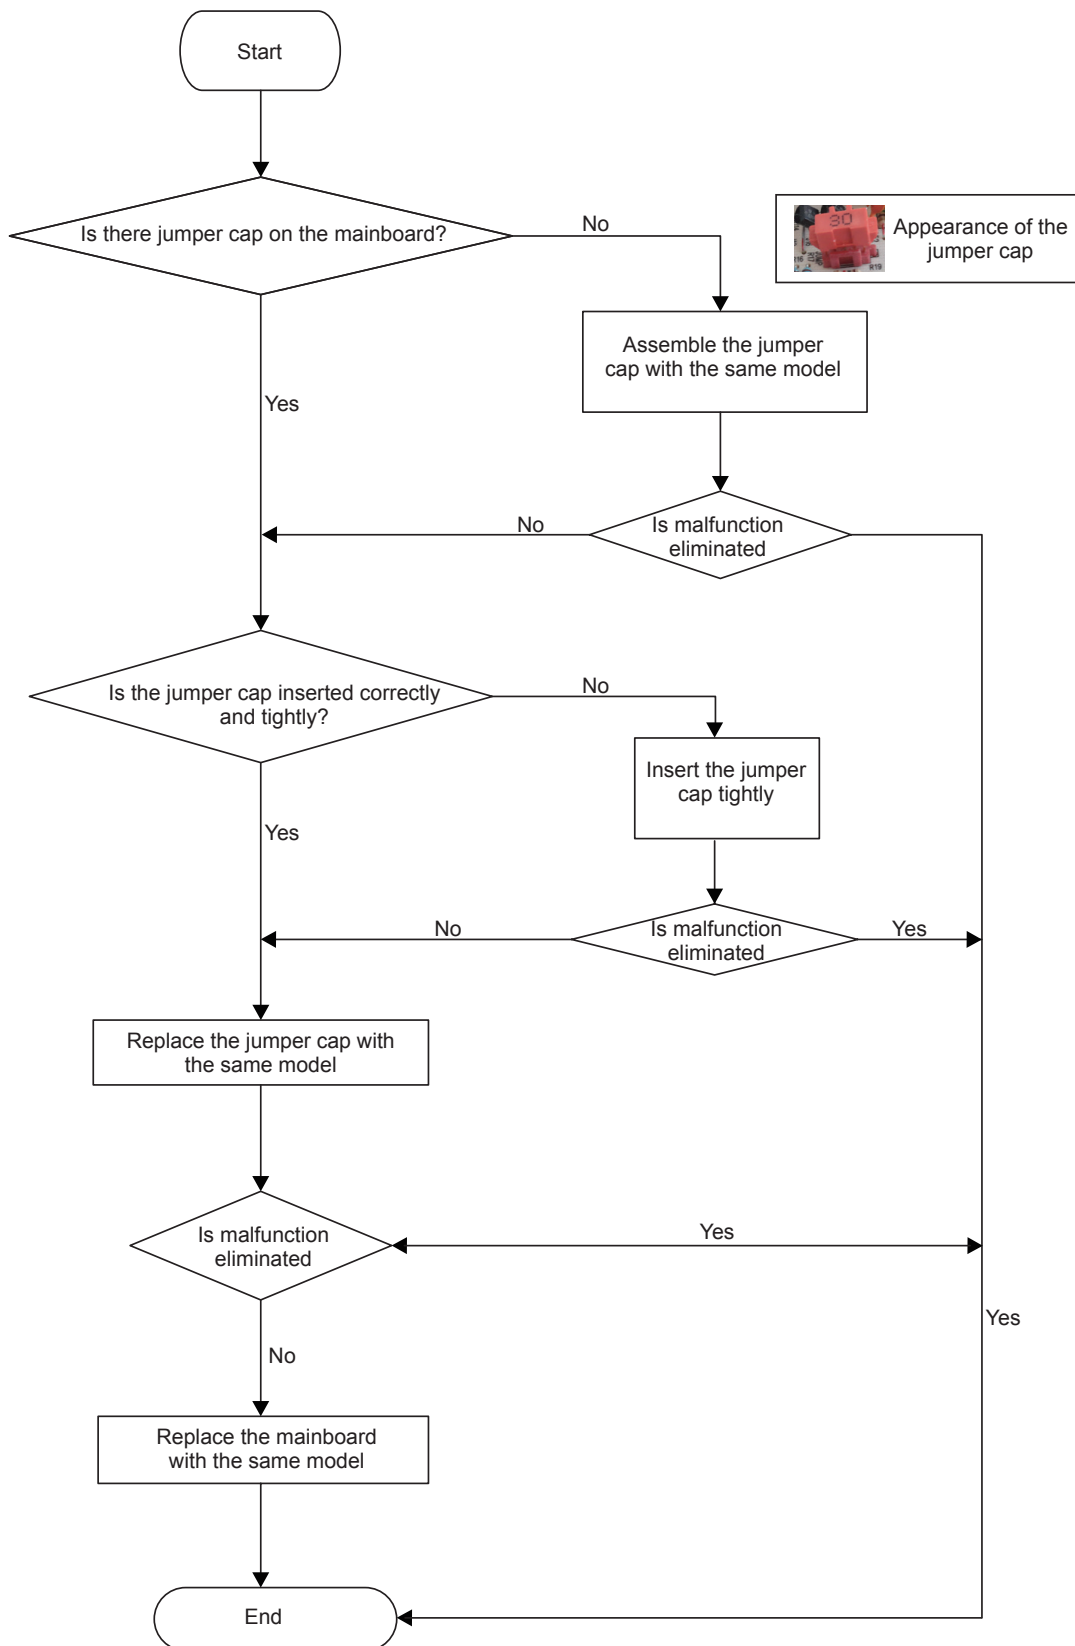 Start
Is there jumper cap on the mainboard?
No
30
R19
Appearance of the
jumper cap
Assemble the jumper
cap with the same model
Yes
No
Is malfunction
eliminated
Is the jumper cap inserted correctly
and tightly?
No
Insert the jumper
cap tightly
Yes
No
Is malfunction
eliminated
Yes
Replace the jumper cap with
the same model
Is malfunction
eliminated
Yes
Yes
No
Replace the mainboard
with the same model
End